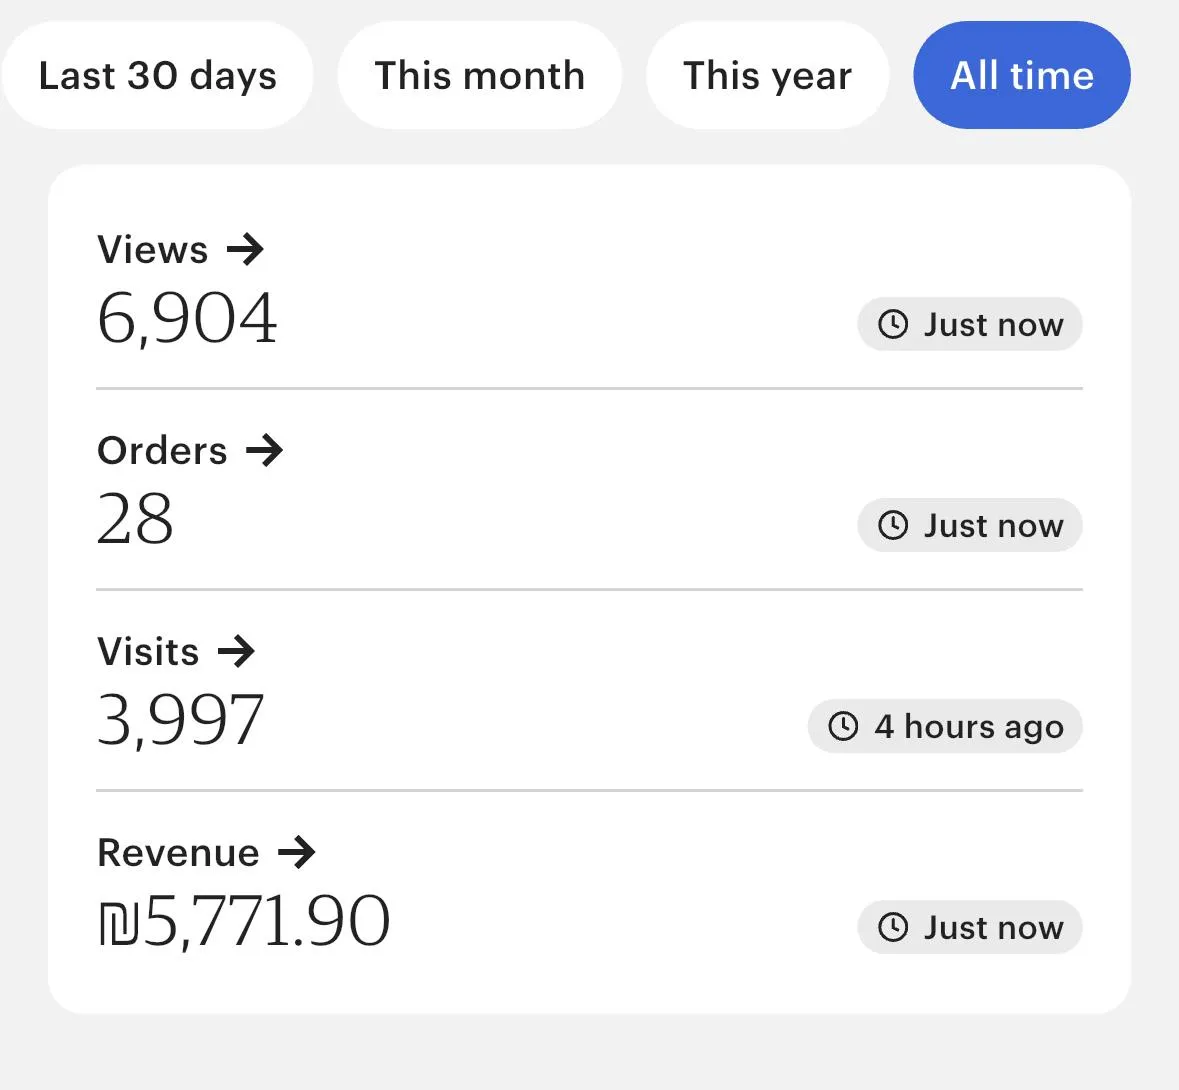 Last 30 days This month This year All time
Views →
6,904
Just now
Orders →
28
Just now
Visits →
3,997
4 hours ago
Revenue →
₪5,771.90
Just now